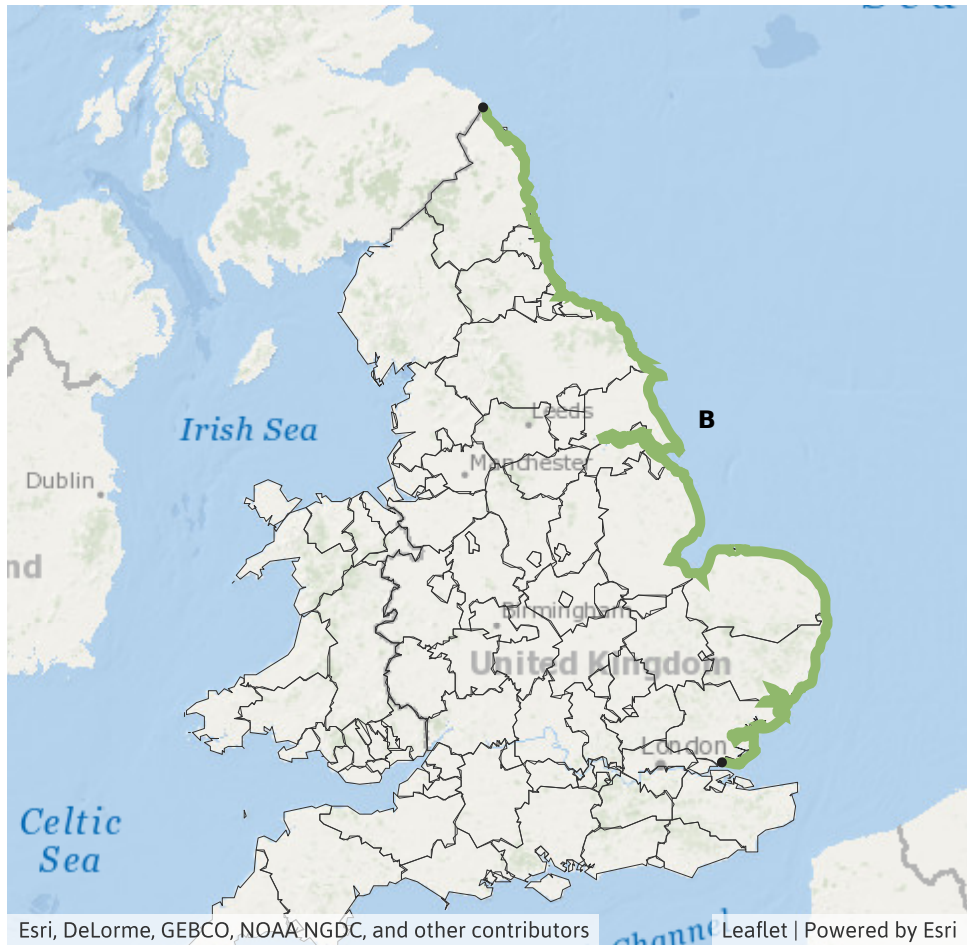 Leeds
B
Irish Sea
Manchester
Dublin
nd
Birmingham
United Kingdom
London
Celtic
Sea
Channel
Esri, DeLorme, GEBCO, NOAA NGDC, and other contributors
Leaflet | Powered by Esri